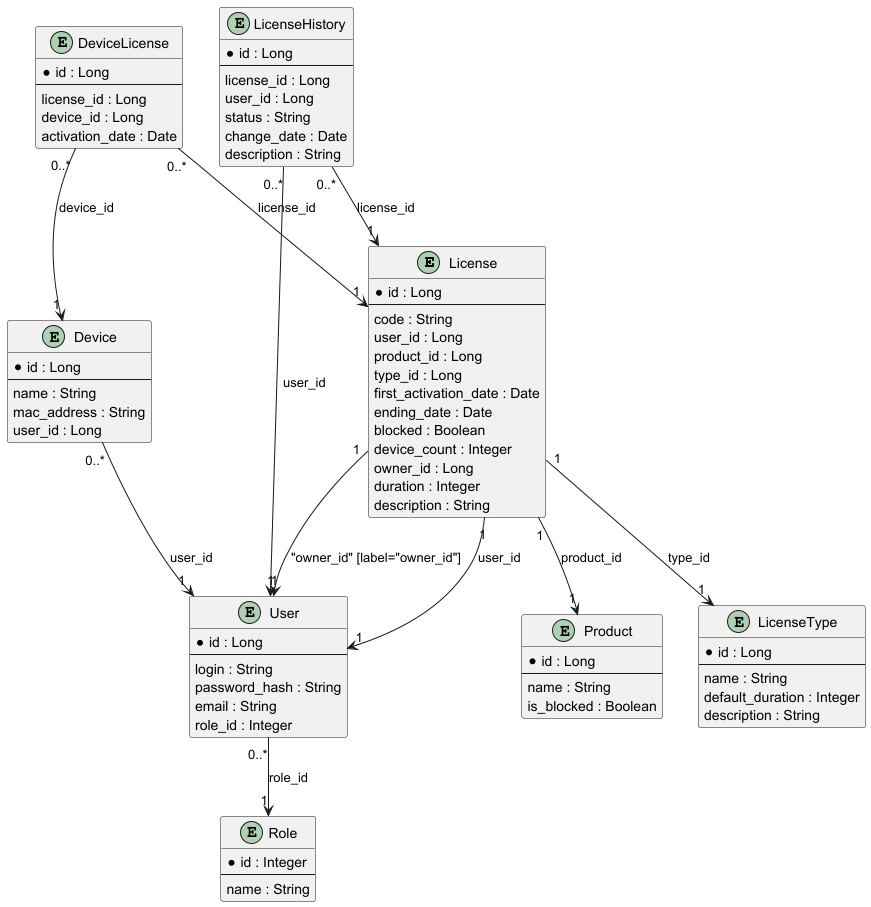 E DeviceLicense
* id : Long
license_id : Long
device_id : Long
activation_date : Date
E LicenseHistory
* id : Long
license_id : Long
user_id : Long
status : String
change_date : Date
description : String
0..*
0..*
0..*
0..*
device_id
license_id
license_id
1
1
1
E License
* id : Long
code : String
user_id : Long
product_id : Long
type_id : Long
first_activation_date : Date
ending_date : Date
blocked : Boolean
device_count : Integer
owner_id : Long
duration : Integer
description : String
E Device
* id : Long
name : String
mac_address : String
user_id : Long
user_id
0..*
1
1
1
1
user_id
"owner_id" [label="owner_id"]
user_id
product_id
type_id
1
1
1
1
1
1
E User
* id : Long
login : String
password_hash : String
email : String
role_id : Integer
E Product
* id : Long
name : String
is_blocked : Boolean
E LicenseType
* id : Long
name : String
default_duration : Integer
description : String
0..*
role_id
1
E Role
* id : Integer
name : String